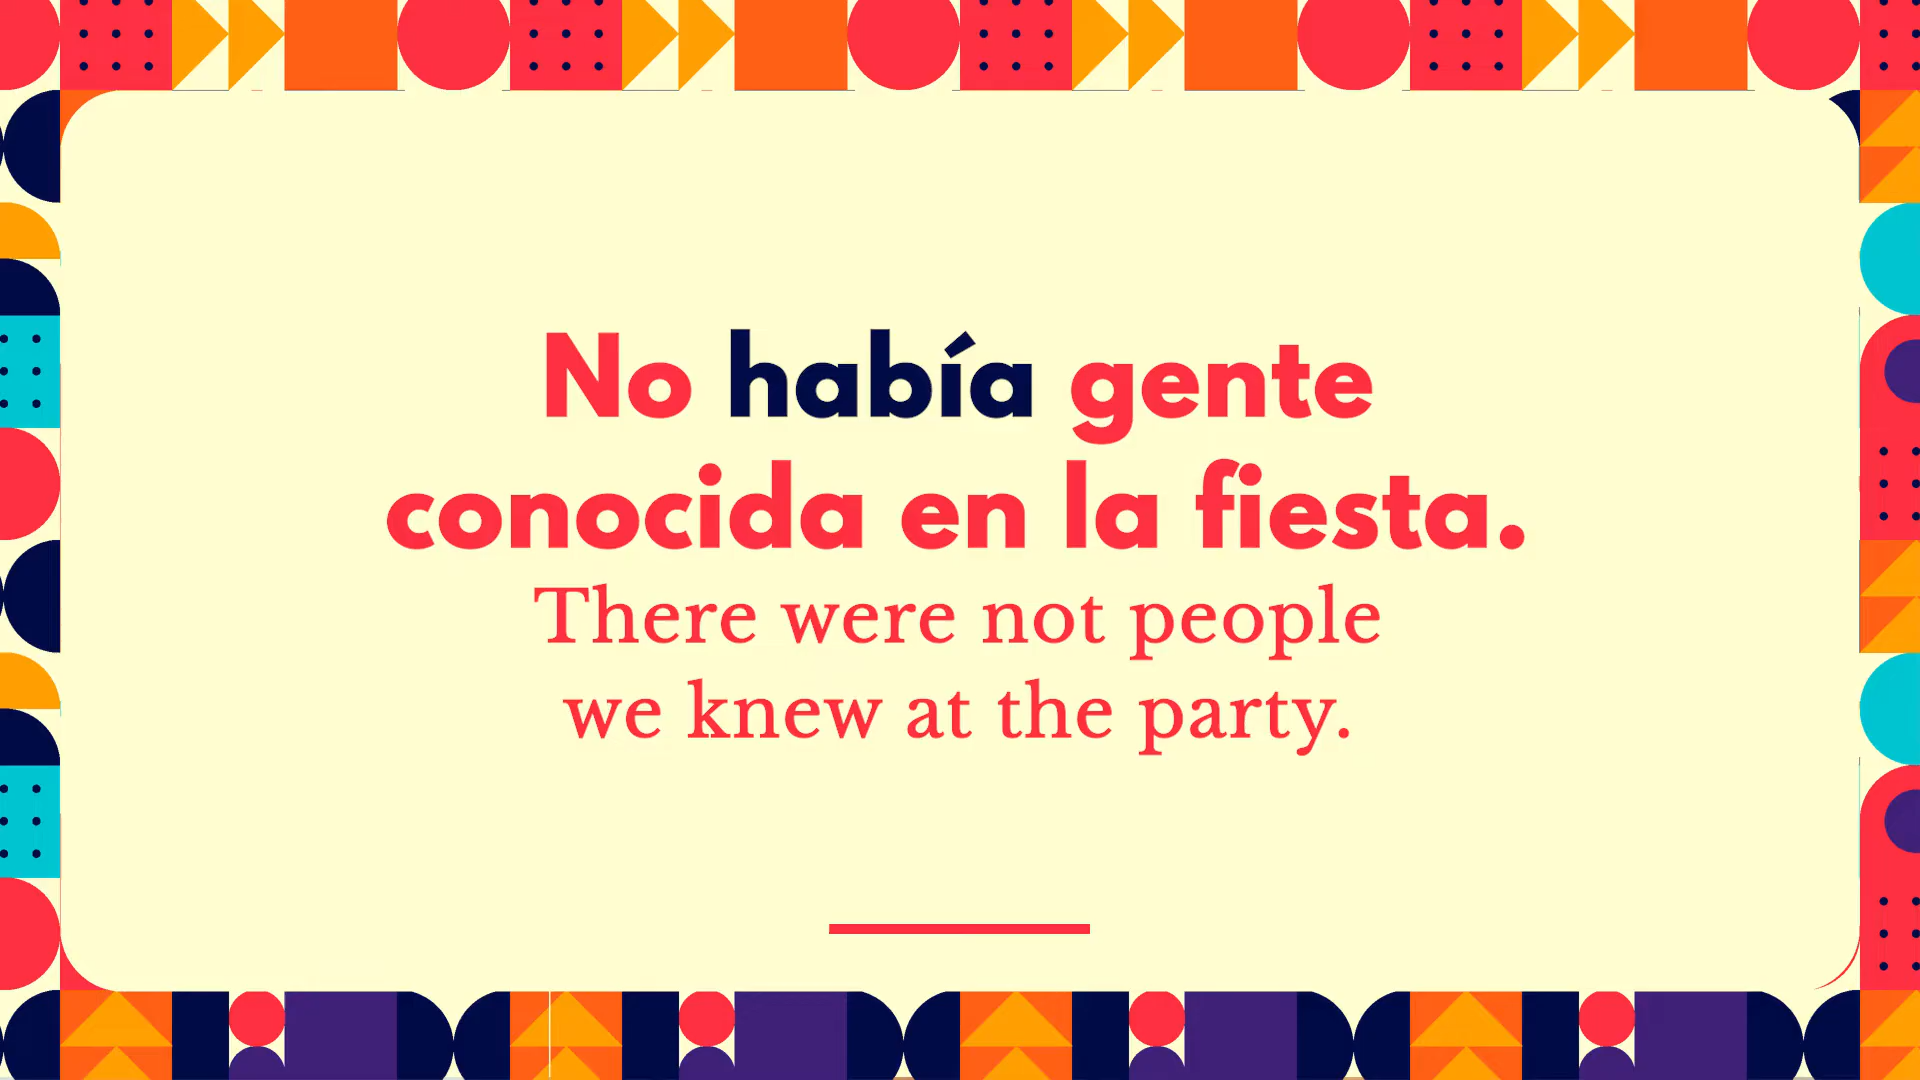 No había gente
conocida en la fiesta.
There were not people
we knew at the party.